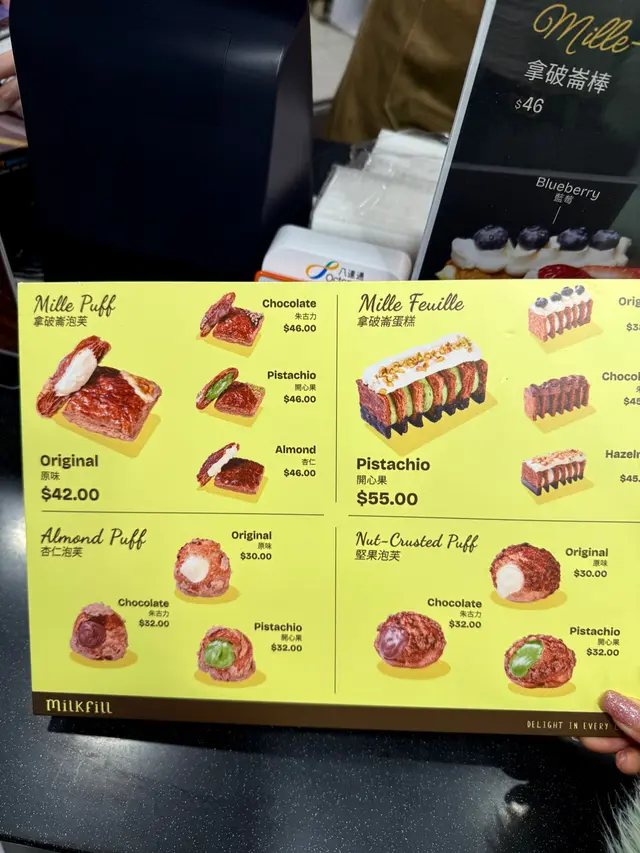 Mille-
拿破崙棒
$46
Blueberry
藍莓
八達通
Mille Puff
拿破崙泡芙
Chocolate
朱古力
$46.00
Pistachio
開心果
$46.00
Almond
杏仁
$46.00
Original
原味
$42.00
Mille Feuille
拿破崙蛋糕
Pistachio
開心果
$55.00
Almond Puff
杏仁泡芙
Original
原味
$30.00
Chocolate
朱古力
$32.00
Pistachio
開心果
$32.00
Nut-Crusted Puff
堅果泡芙
Original
原味
$30.00
Chocolate
朱古力
$32.00
Pistachio
開心果
$32.00
Milkfill
DELIGHT IN EVERY